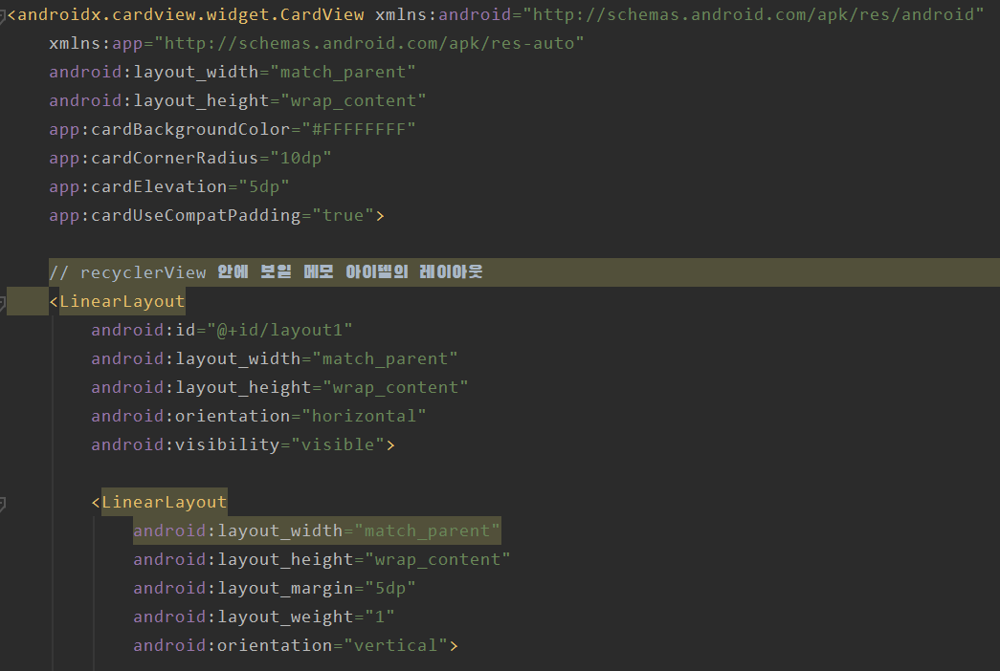 <androidx.cardview.widget.CardView xmlns:android="http://schemas.android.com/apk/res/android"
    xmlns:app="http://schemas.android.com/apk/res-auto"
    android:layout_width="match_parent"
    android:layout_height="wrap_content"
    app:cardBackgroundColor="#FFFFFFFF"
    app:cardCornerRadius="10dp"
    app:cardElevation="5dp"
    app:cardUseCompatPadding="true">
    // recyclerView 안에 보일 메모 아이템의 레이아웃
    <LinearLayout
        android:id="@+id/layout1"
        android:layout_width="match_parent"
        android:layout_height="wrap_content"
        android:orientation="horizontal"
        android:visibility="visible">
        <LinearLayout
            android:layout_width="match_parent"
            android:layout_height="wrap_content"
            android:layout_margin="5dp"
            android:layout_weight="1"
            android:orientation="vertical">